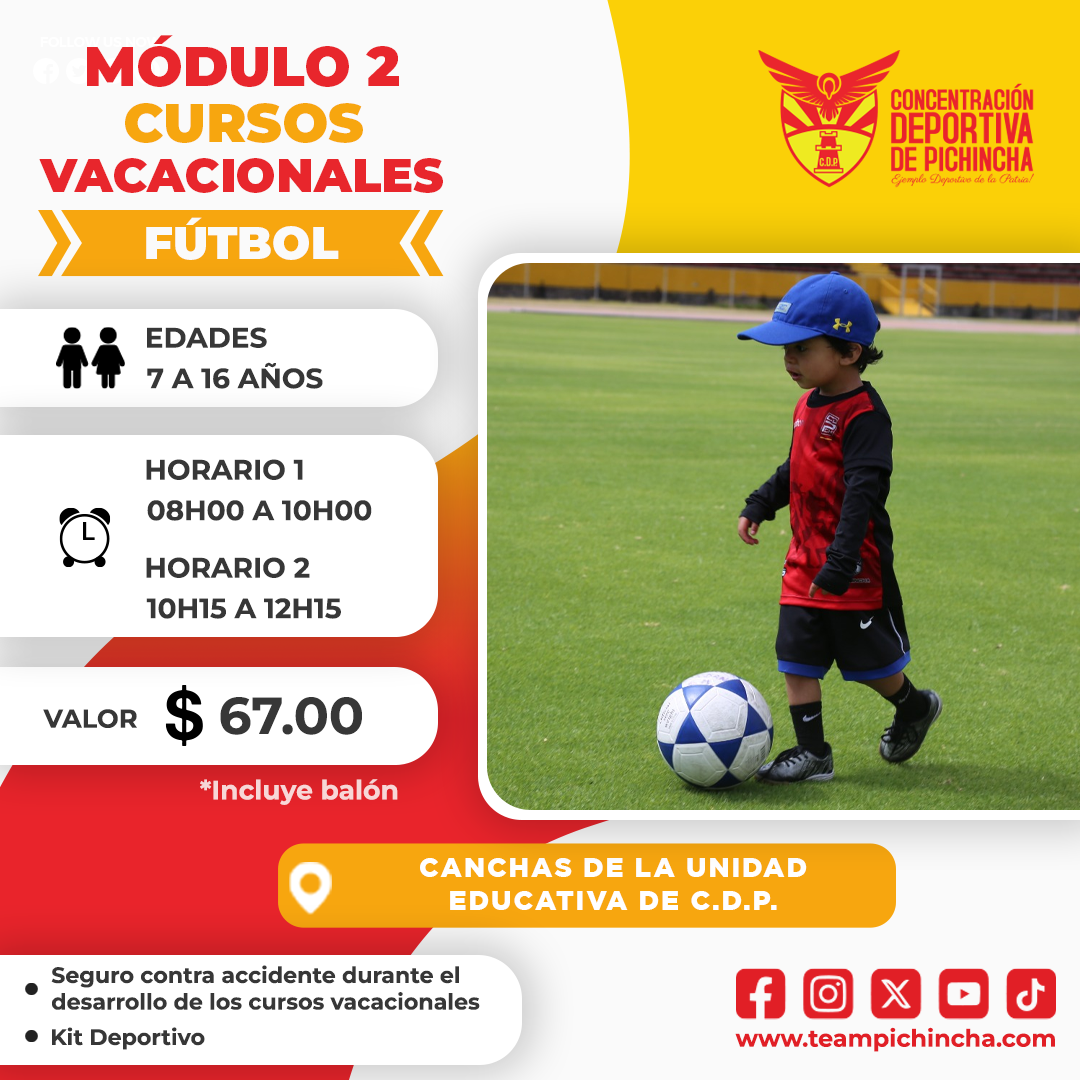 MÓDULO 2
CURSOS
VACACIONALES
FÚTBOL
CONCENTRACIÓN
DEPORTIVA
DE PICHINCHA
Ejemplo Deportivo de la Patria!
C.D.P.
EDADES
7 A 16 AÑOS
HORARIO 1
08H00 A 10H00
HORARIO 2
10H15 A 12H15
VALOR $ 67.00
*Incluye balón
CANCHAS DE LA UNIDAD
EDUCATIVA DE C.D.P.
• Seguro contra accidente durante el
desarrollo de los cursos vacacionales
• Kit Deportivo
www.teampichincha.com